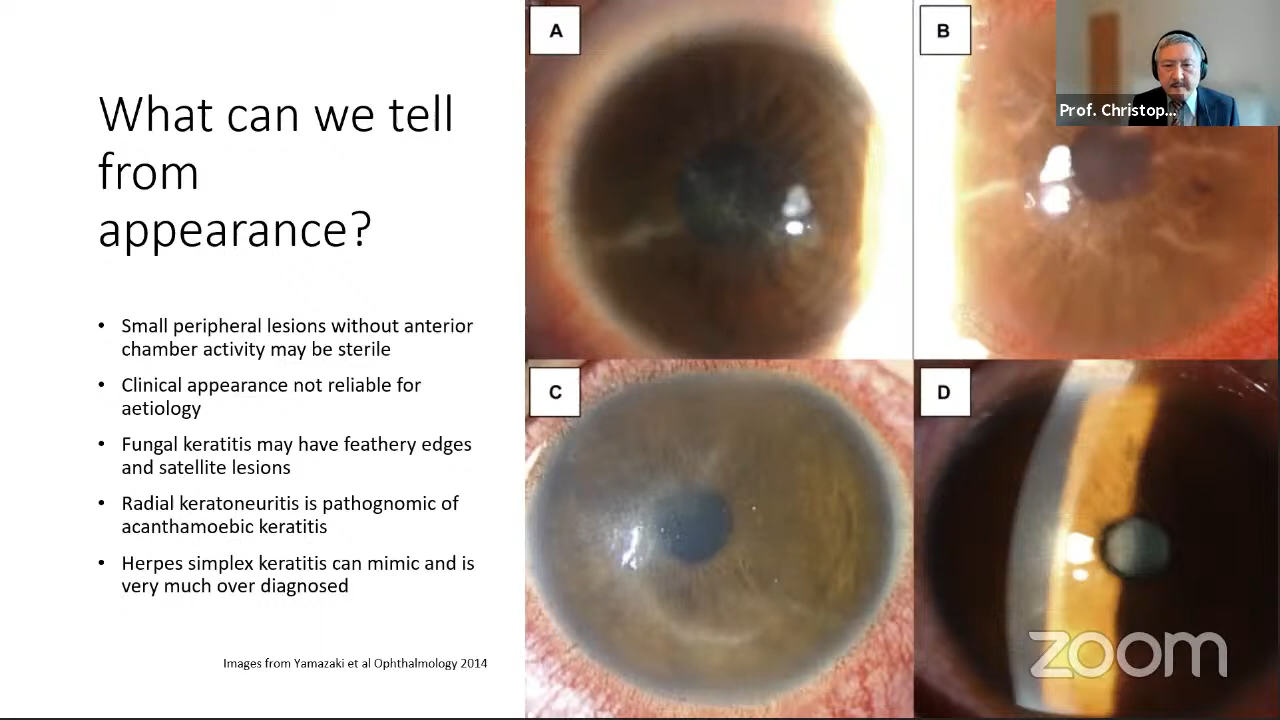 What can we tell
from
appearance?
• Small peripheral lesions without anterior
chamber activity may be sterile
• Clinical appearance not reliable for
aetiology
• Fungal keratitis may have feathery edges
and satellite lesions
• Radial keratoneuritis is pathognomic of
acanthamoebic keratitis
• Herpes simplex keratitis can mimic and is
very much over diagnosed
Images from Yamazaki et al Ophthalmology 2014
A
B
Prof. Christop...
C
D
zoom